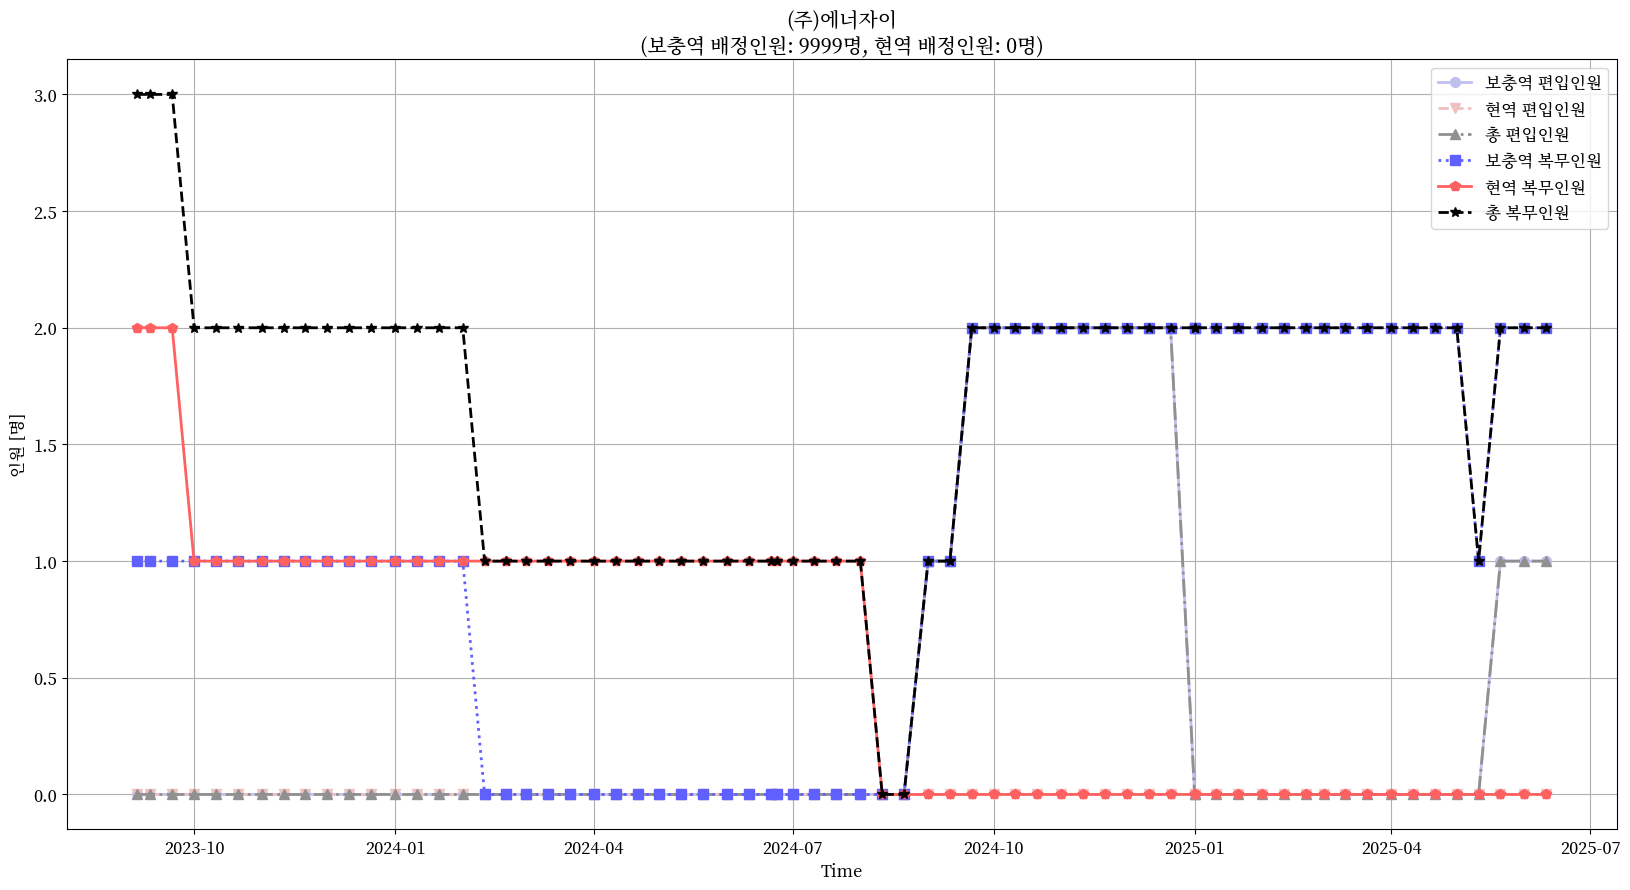 (주)에너자이
(보충역 배정인원: 9999명, 현역 배정인원: 0명)
보충역 편입인원
현역 편입인원
총 편입인원
보충역 복무인원
현역 복무인원
총 복무인원
인원 [명]
3.0
2.5
2.0
1.5
1.0
0.5
0.0
2023-10
2024-01
2024-04
2024-07
2024-10
2025-01
2025-04
2025-07
Time